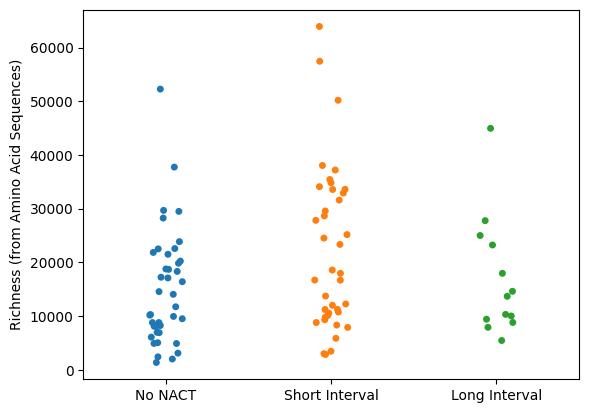 Richness (from Amino Acid Sequences)
60000
50000
40000
30000
20000
10000
0
No NACT
Short Interval
Long Interval